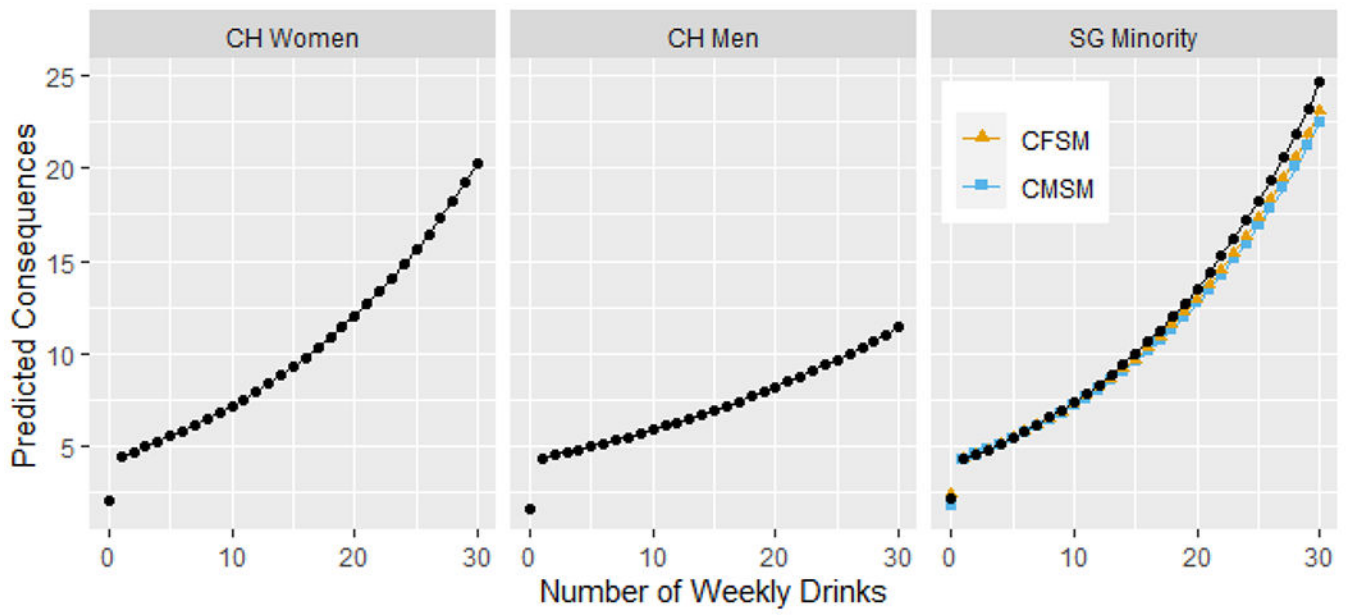 CH Women
CH Men
SG Minority
Predicted Consequences
25
20
15
10
5
CFSM
CMSM
0 10 20 30
0 10 20 30
0 10 20 30
Number of Weekly Drinks